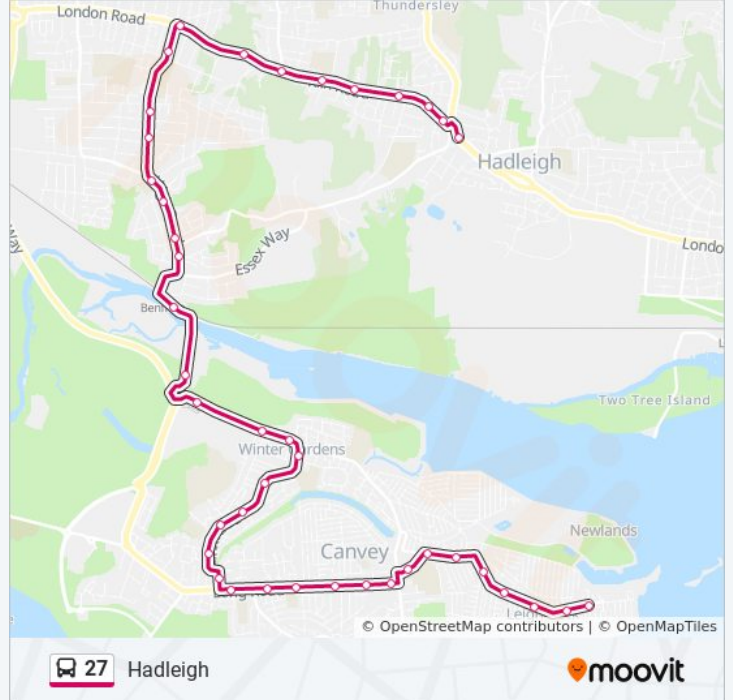 Thundersley
London Road
Hadleigh
Essex Way
Two Tree Island
Winter Gardens
Newlands
Canvey
© OpenStreetMap contributors | © OpenMapTiles
27 Hadleigh
moovit